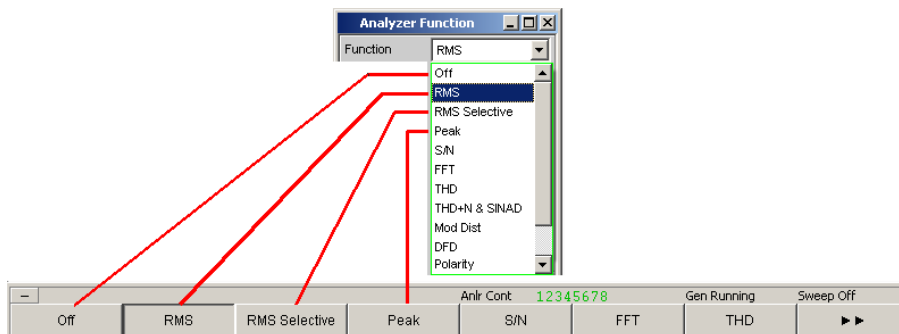 Analyzer Function
Function RMS
Off
RMS
RMS Selective
Peak
S/N
FFT
THD
THD+N & SINAD
Mod Dist
DFD
Polarity
Anlr Cont 12345678 Gen Running Sweep Off
Off RMS RMS Selective Peak S/N FFT THD